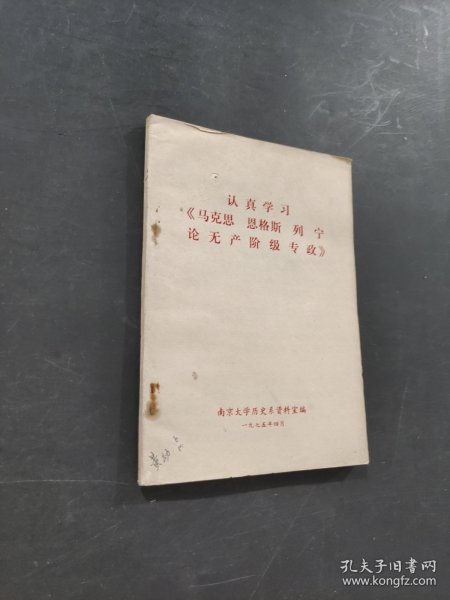 认真学习
《马克思 恩格斯 列宁
论无产阶级专政》
南京大学历史系资料室编
一九七五年四月
孔夫子旧书网
www.kongfz.com